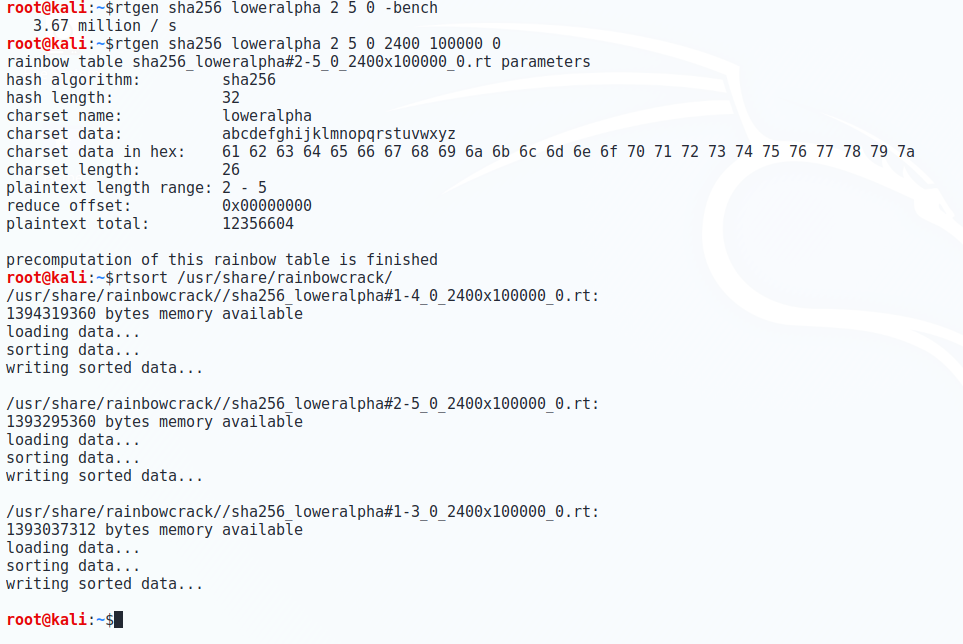 root@kali:~$rtgen sha256 loweralpha 2 5 0 -bench
   3.67 million / s
root@kali:~$rtgen sha256 loweralpha 2 5 0 2400 100000 0
rainbow table sha256_loweralpha#2-5_0_2400x100000_0.rt parameters
hash algorithm:         sha256
hash length:            32
charset name:           loweralpha
charset data:           abcdefghijklmnopqrstuvwxyz
charset data in hex:    61 62 63 64 65 66 67 68 69 6a 6b 6c 6d 6e 6f 70 71 72 73 74 75 76 77 78 79 7a
charset length:         26
plaintext length range: 2 - 5
reduce offset:          0x00000000
plaintext total:        12356604

precomputation of this rainbow table is finished
root@kali:~$rtsort /usr/share/rainbowcrack/
/usr/share/rainbowcrack//sha256_loweralpha#1-4_0_2400x100000_0.rt:
1394319360 bytes memory available
loading data...
sorting data...
writing sorted data...

/usr/share/rainbowcrack//sha256_loweralpha#2-5_0_2400x100000_0.rt:
1393295360 bytes memory available
loading data...
sorting data...
writing sorted data...

/usr/share/rainbowcrack//sha256_loweralpha#1-3_0_2400x100000_0.rt:
1393037312 bytes memory available
loading data...
sorting data...
writing sorted data...

root@kali:~$